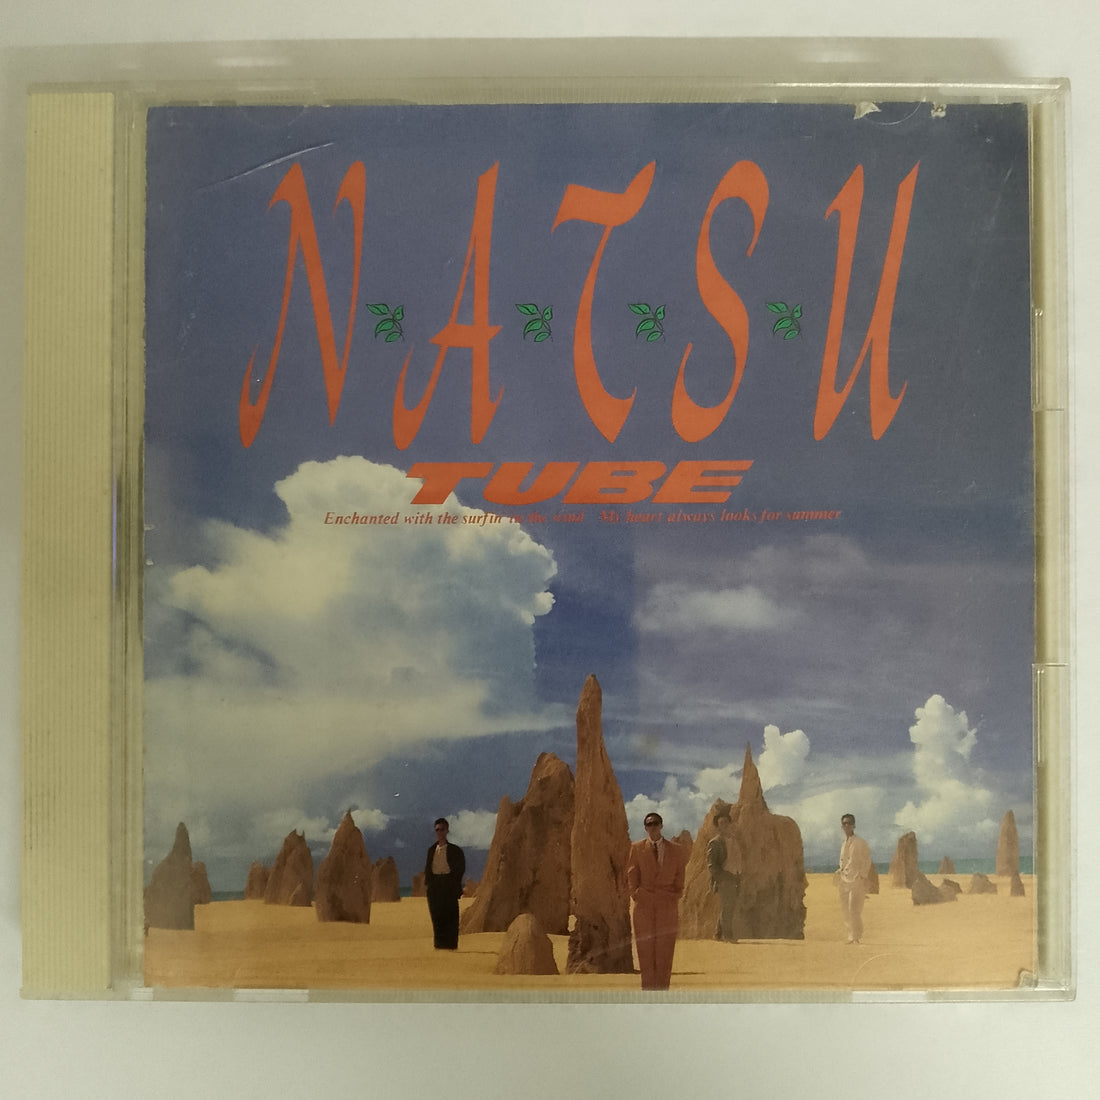 N·A·T·S·U
TUBE
Enchanted with the surfin' in the wind My heart always looks for summer